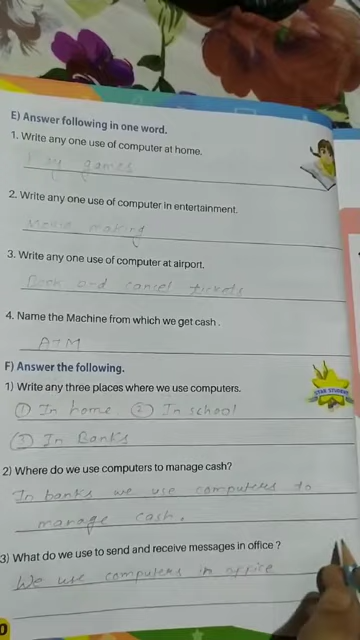 E) Answer following in one word.
1. Write any one use of computer at home.
games
2. Write any one use of computer in entertainment.
Movie making
3. Write any one use of computer at airport.
Book and cancel tickets
4. Name the Machine from which we get cash .
ATM
F) Answer the following.
1) Write any three places where we use computers.
① In home ② In school
③ In Banks
STAR STUDENT
2) Where do we use computers to manage cash?
In banks we use computers to
manage cash.
3) What do we use to send and receive messages in office ?
We use computers in office